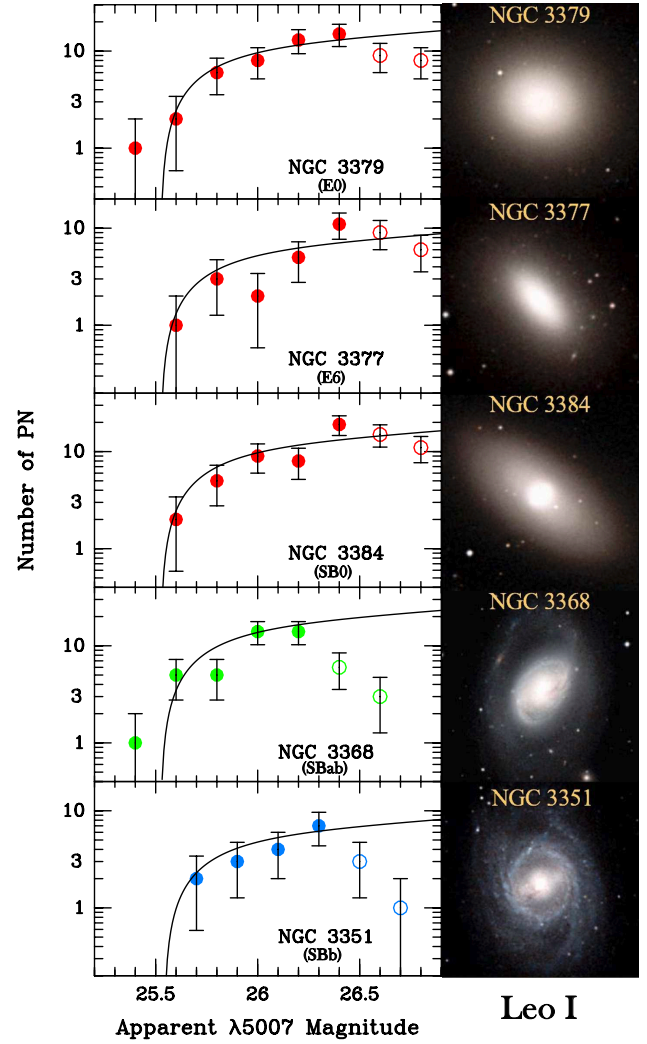 10
3
1
NGC 3379
(E0)
NGC 3379
10
3
1
NGC 3377
(E6)
NGC 3377
10
3
1
NGC 3384
(SB0)
NGC 3384
10
3
1
NGC 3368
(SBab)
NGC 3368
10
3
1
NGC 3351
(SBb)
NGC 3351
Number of PN
25.5 26 26.5
Apparent λ5007 Magnitude
Leo I